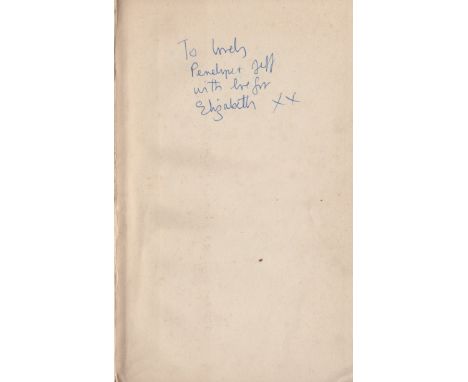 To lovely
Penelope + Jeff
with love from
Elizabeth xx